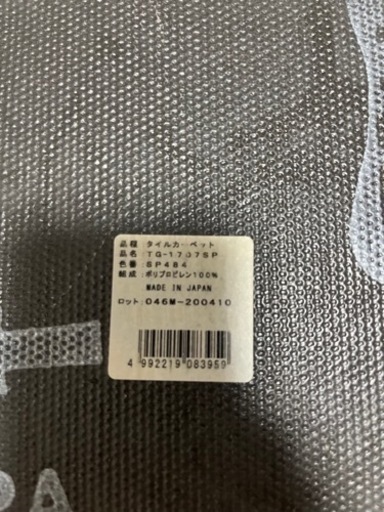 品種 タイルカーペット
品名 :TG-1707SP
色番 :SP484
組成 :ポリプロピレン100%
MADE IN JAPAN
ロット: 046M-200410
4 992219 083959
PA